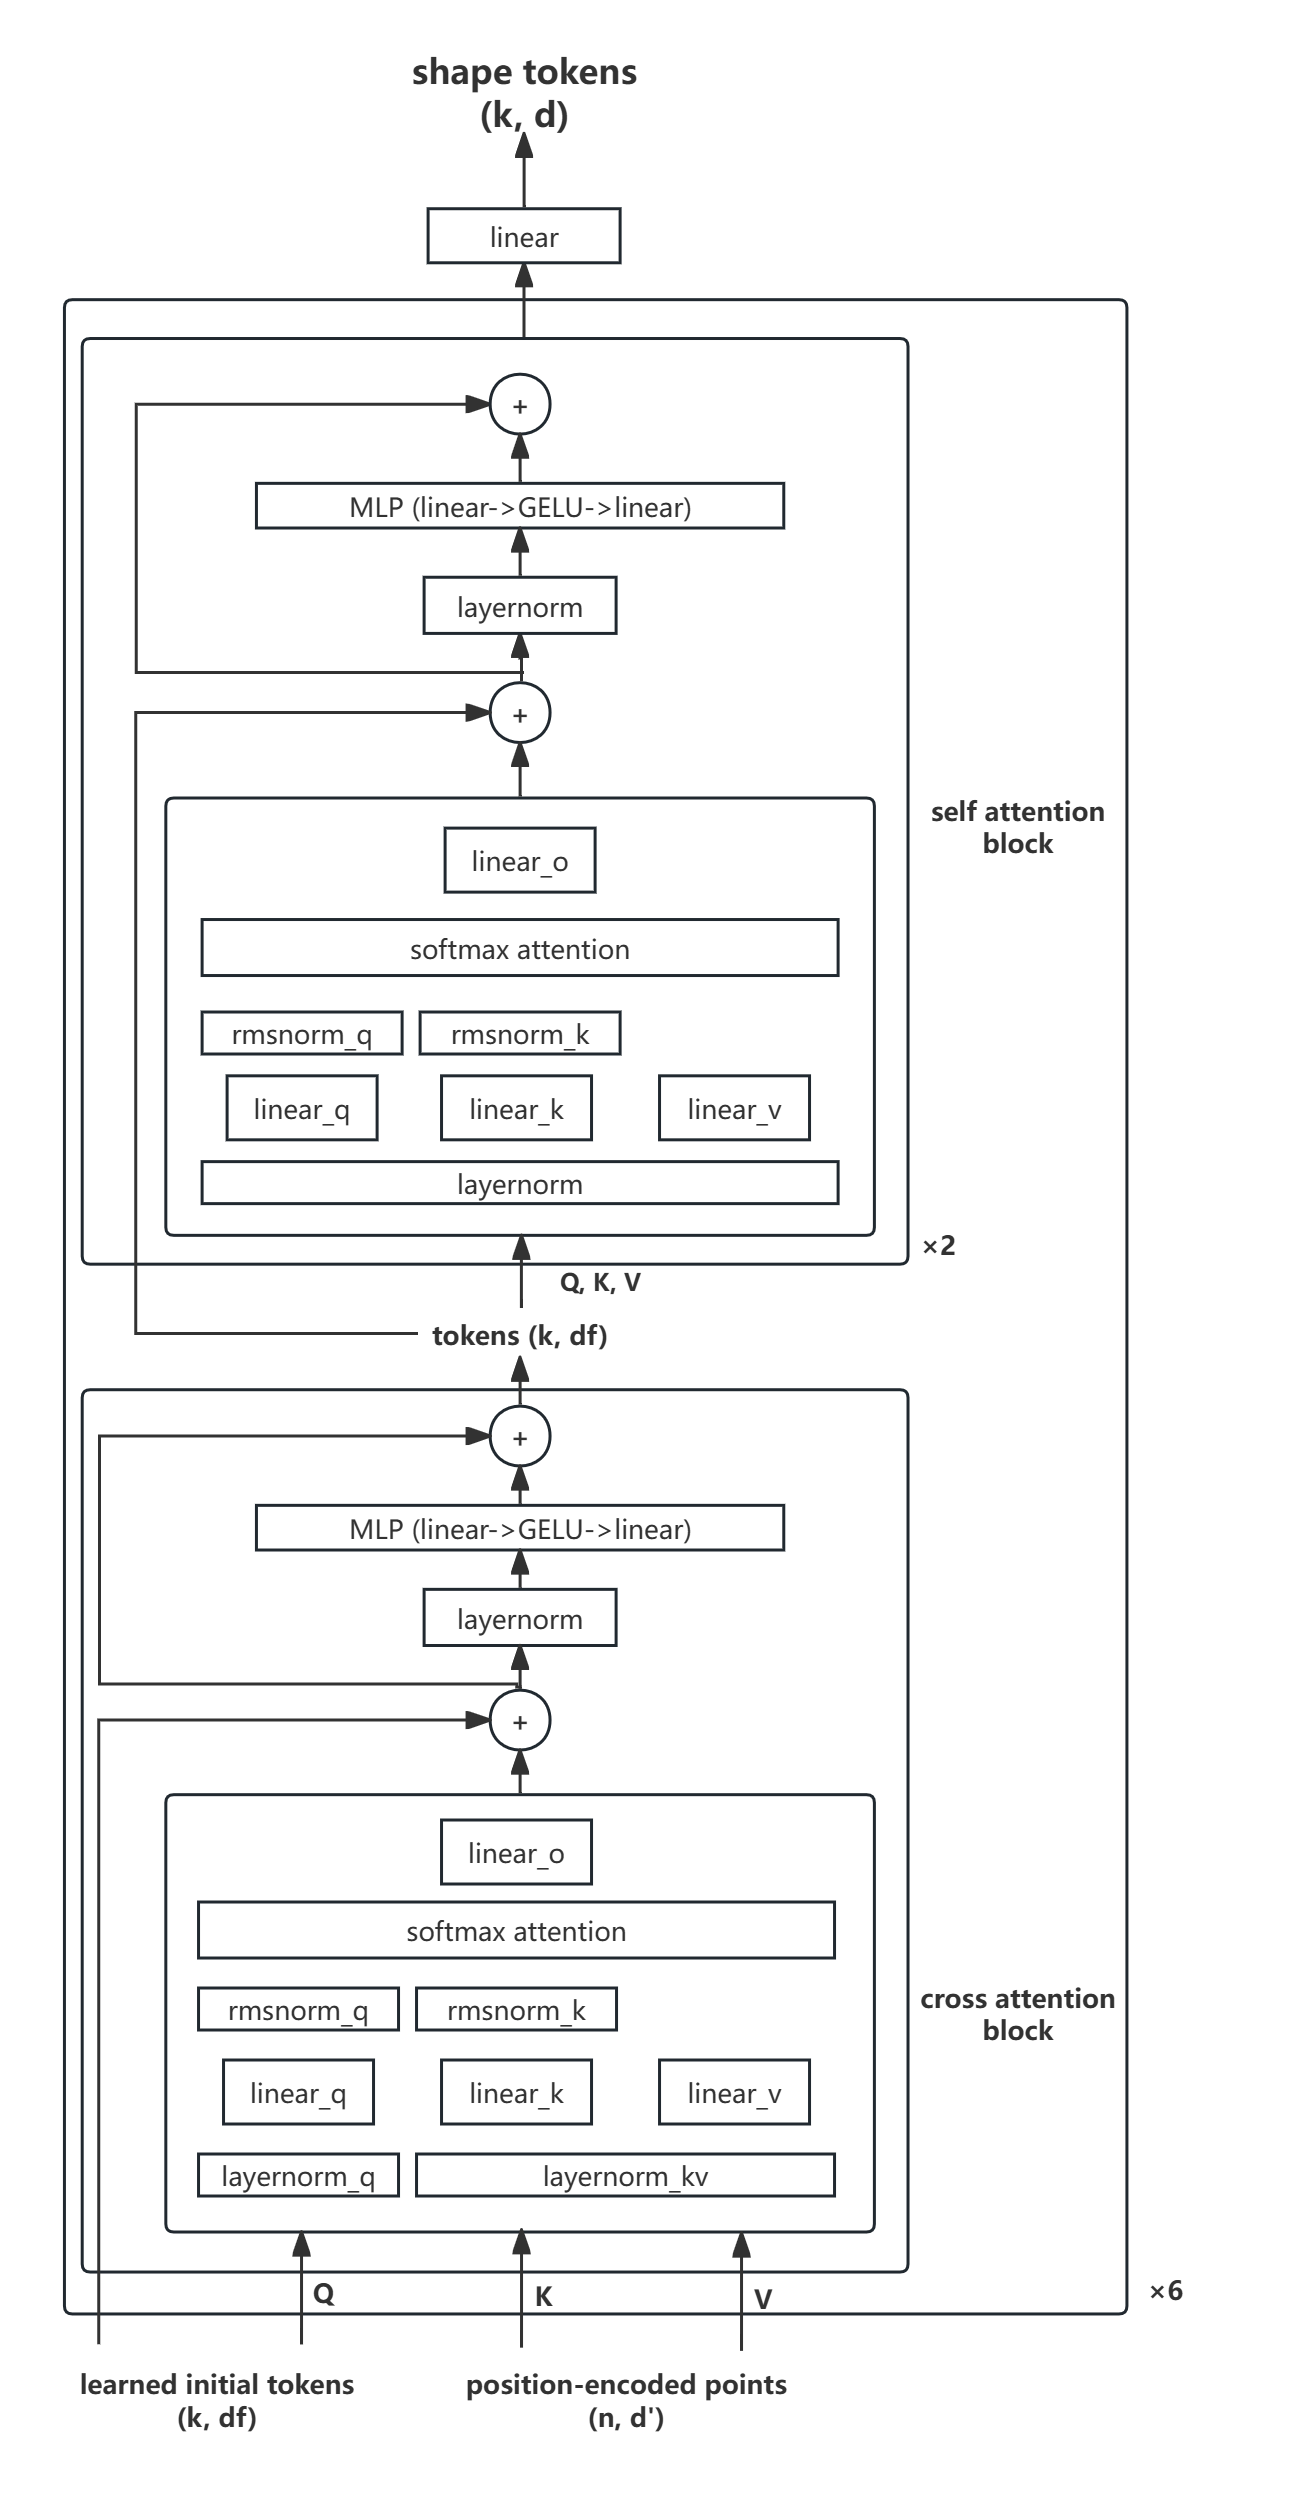 shape tokens
(k, d)
linear
+
MLP (linear->GELU->linear)
layernorm
+
self attention
block
linear_o
softmax attention
rmsnorm_q rmsnorm_k
linear_q linear_k linear_v
layernorm
×2
Q, K, V
tokens (k, df)
+
MLP (linear->GELU->linear)
layernorm
+
linear_o
softmax attention
cross attention
block
rmsnorm_q rmsnorm_k
linear_q linear_k linear_v
layernorm_q layernorm_kv
Q K V
×6
learned initial tokens
(k, df)
position-encoded points
(n, d')